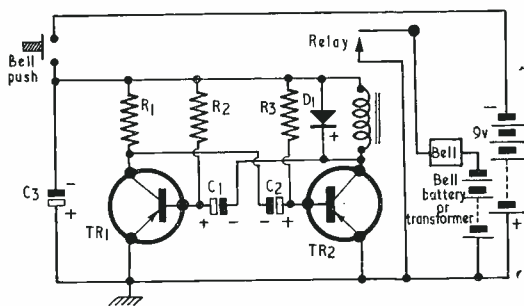 Bell
push
R1
R2
R3
D1
+
Relay
C3
-
+
TR1
+
C1
-
-
C2
+
TR2
Bell
Bell
battery
or
transformer
-
9v
+